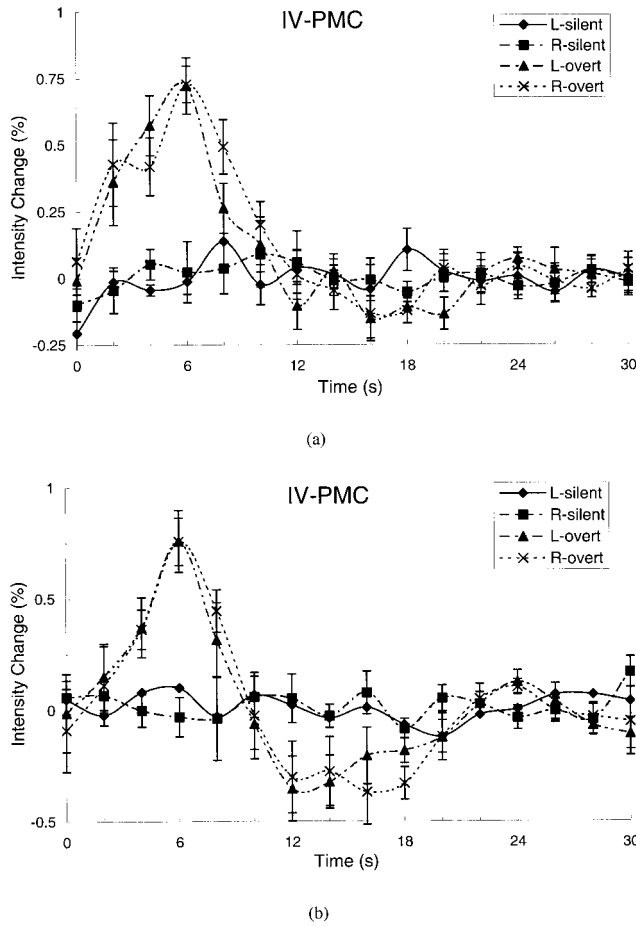 IV-PMC
L-silent
R-silent
L-overt
R-overt
Intensity Change (%)
1
0.75
0.5
0.25
0
-0.25
0 6 12 18 24 30
Time (s)
(a)
IV-PMC
L-silent
R-silent
L-overt
R-overt
Intensity Change (%)
1
0.5
0
-0.5
0 6 12 18 24 30
Time (s)
(b)